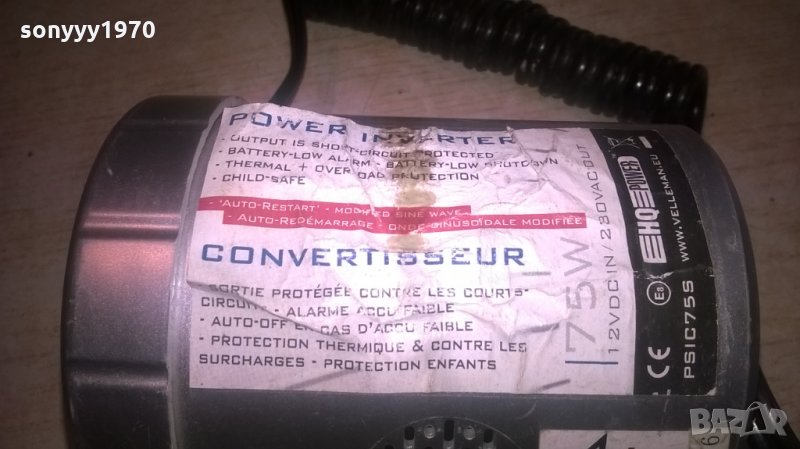 sonyyy1970
POWER INVERTER
- OUTPUT IS SHORT-CIRCUIT PROTECTED
- BATTERY-LOW ALARM - BATTERY-LOW SHUTDOWN
- THERMAL + OVERLOAD PROTECTION
- CHILD-SAFE
- 'AUTO-RESTART' - MODIFIED SINE WAVE
- AUTO-REDÉMARRAGE - ONDE SINUSOÏDALE MODIFIÉE
CONVERTISSEUR
SORTIE PROTÉGÉE CONTRE LES COURTS-
CIRCUITS - ALARME ACCU FAIBLE
- AUTO-OFF EN CAS D'ACCU FAIBLE
- PROTECTION THERMIQUE & CONTRE LES
SURCHARGES - PROTECTION ENFANTS
75W
12VDC IN / 230VAC OUT
HQ POWER
WWW.VELLEMAN.EU
E8
CE
PSIC75S
BAZAR